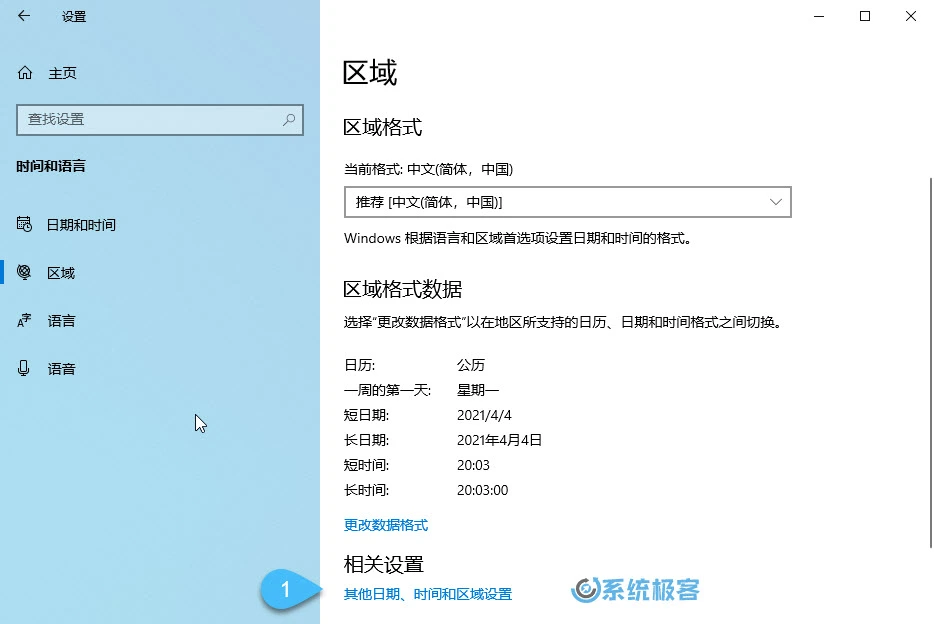 设置
主页
查找设置
时间和语言
日期和时间
区域
语言
语音
区域
区域格式
当前格式: 中文(简体，中国)
推荐 [中文(简体，中国)]
Windows 根据语言和区域首选项设置日期和时间的格式。
区域格式数据
选择“更改数据格式”以在地区所支持的日历、日期和时间格式之间切换。
日历: 公历
一周的第一天: 星期一
短日期: 2021/4/4
长日期: 2021年4月4日
短时间: 20:03
长时间: 20:03:00
更改数据格式
相关设置
1 其他日期、时间和区域设置
系统极客